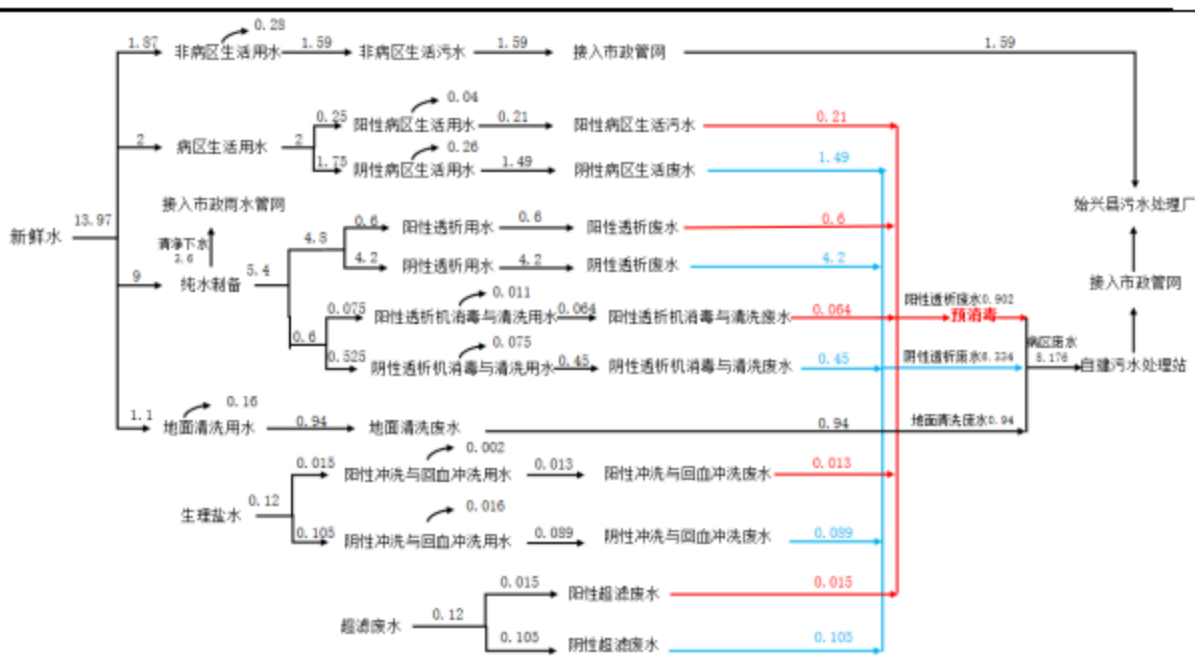 0.28
1.87 非病区生活用水 1.59 非病区生活污水 1.59 接入市政管网 1.59
0.04
0.25 阳性病区生活用水 0.21 阳性病区生活污水 0.21
2 病区生活用水 2
0.26
1.75 阴性病区生活用水 1.49 阴性病区生活废水 1.49
接入市政雨水管网
始兴县污水处理厂
新鲜水 13.97
清净下水
3.6
0.6 阳性透析用水 0.6 阳性透析废水 0.6
4.8
4.2 阴性透析用水 4.2 阴性透析废水 4.2
9 纯水制备 5.4
接入市政管网
0.011
0.075 阳性透析机消毒与清洗用水 0.064 阳性透析机消毒与清洗废水 0.064
阳性透析废水0.902
预消毒
0.6
0.075
0.525 阴性透析机消毒与清洗用水 0.45 阴性透析机消毒与清洗废水 0.45
阴性透析废水6.334
病区废水
8.176
自建污水处理站
0.16
1.1 地面清洗用水 0.94 地面清洗废水 0.94
地面清洗废水0.94
0.002
0.015 阳性冲洗与回血冲洗用水 0.013 阳性冲洗与回血冲洗废水 0.013
生理盐水 0.12
0.016
0.105 阴性冲洗与回血冲洗用水 0.089 阴性冲洗与回血冲洗废水 0.089
0.015 阳性超滤废水 0.015
超滤废水 0.12
0.105 阴性超滤废水 0.105